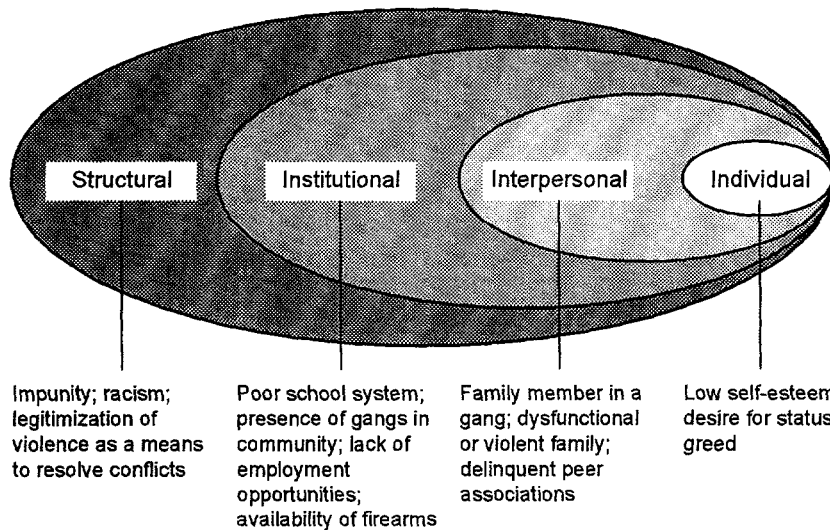 Structural
Institutional
Interpersonal
Individual
Impunity; racism;
legitimization of
violence as a means
to resolve conflicts
Poor school system;
presence of gangs in
community; lack of
employment
opportunities;
availability of firearms
Family member in a
gang; dysfunctional
or violent family;
delinquent peer
associations
Low self-esteem
desire for status
greed